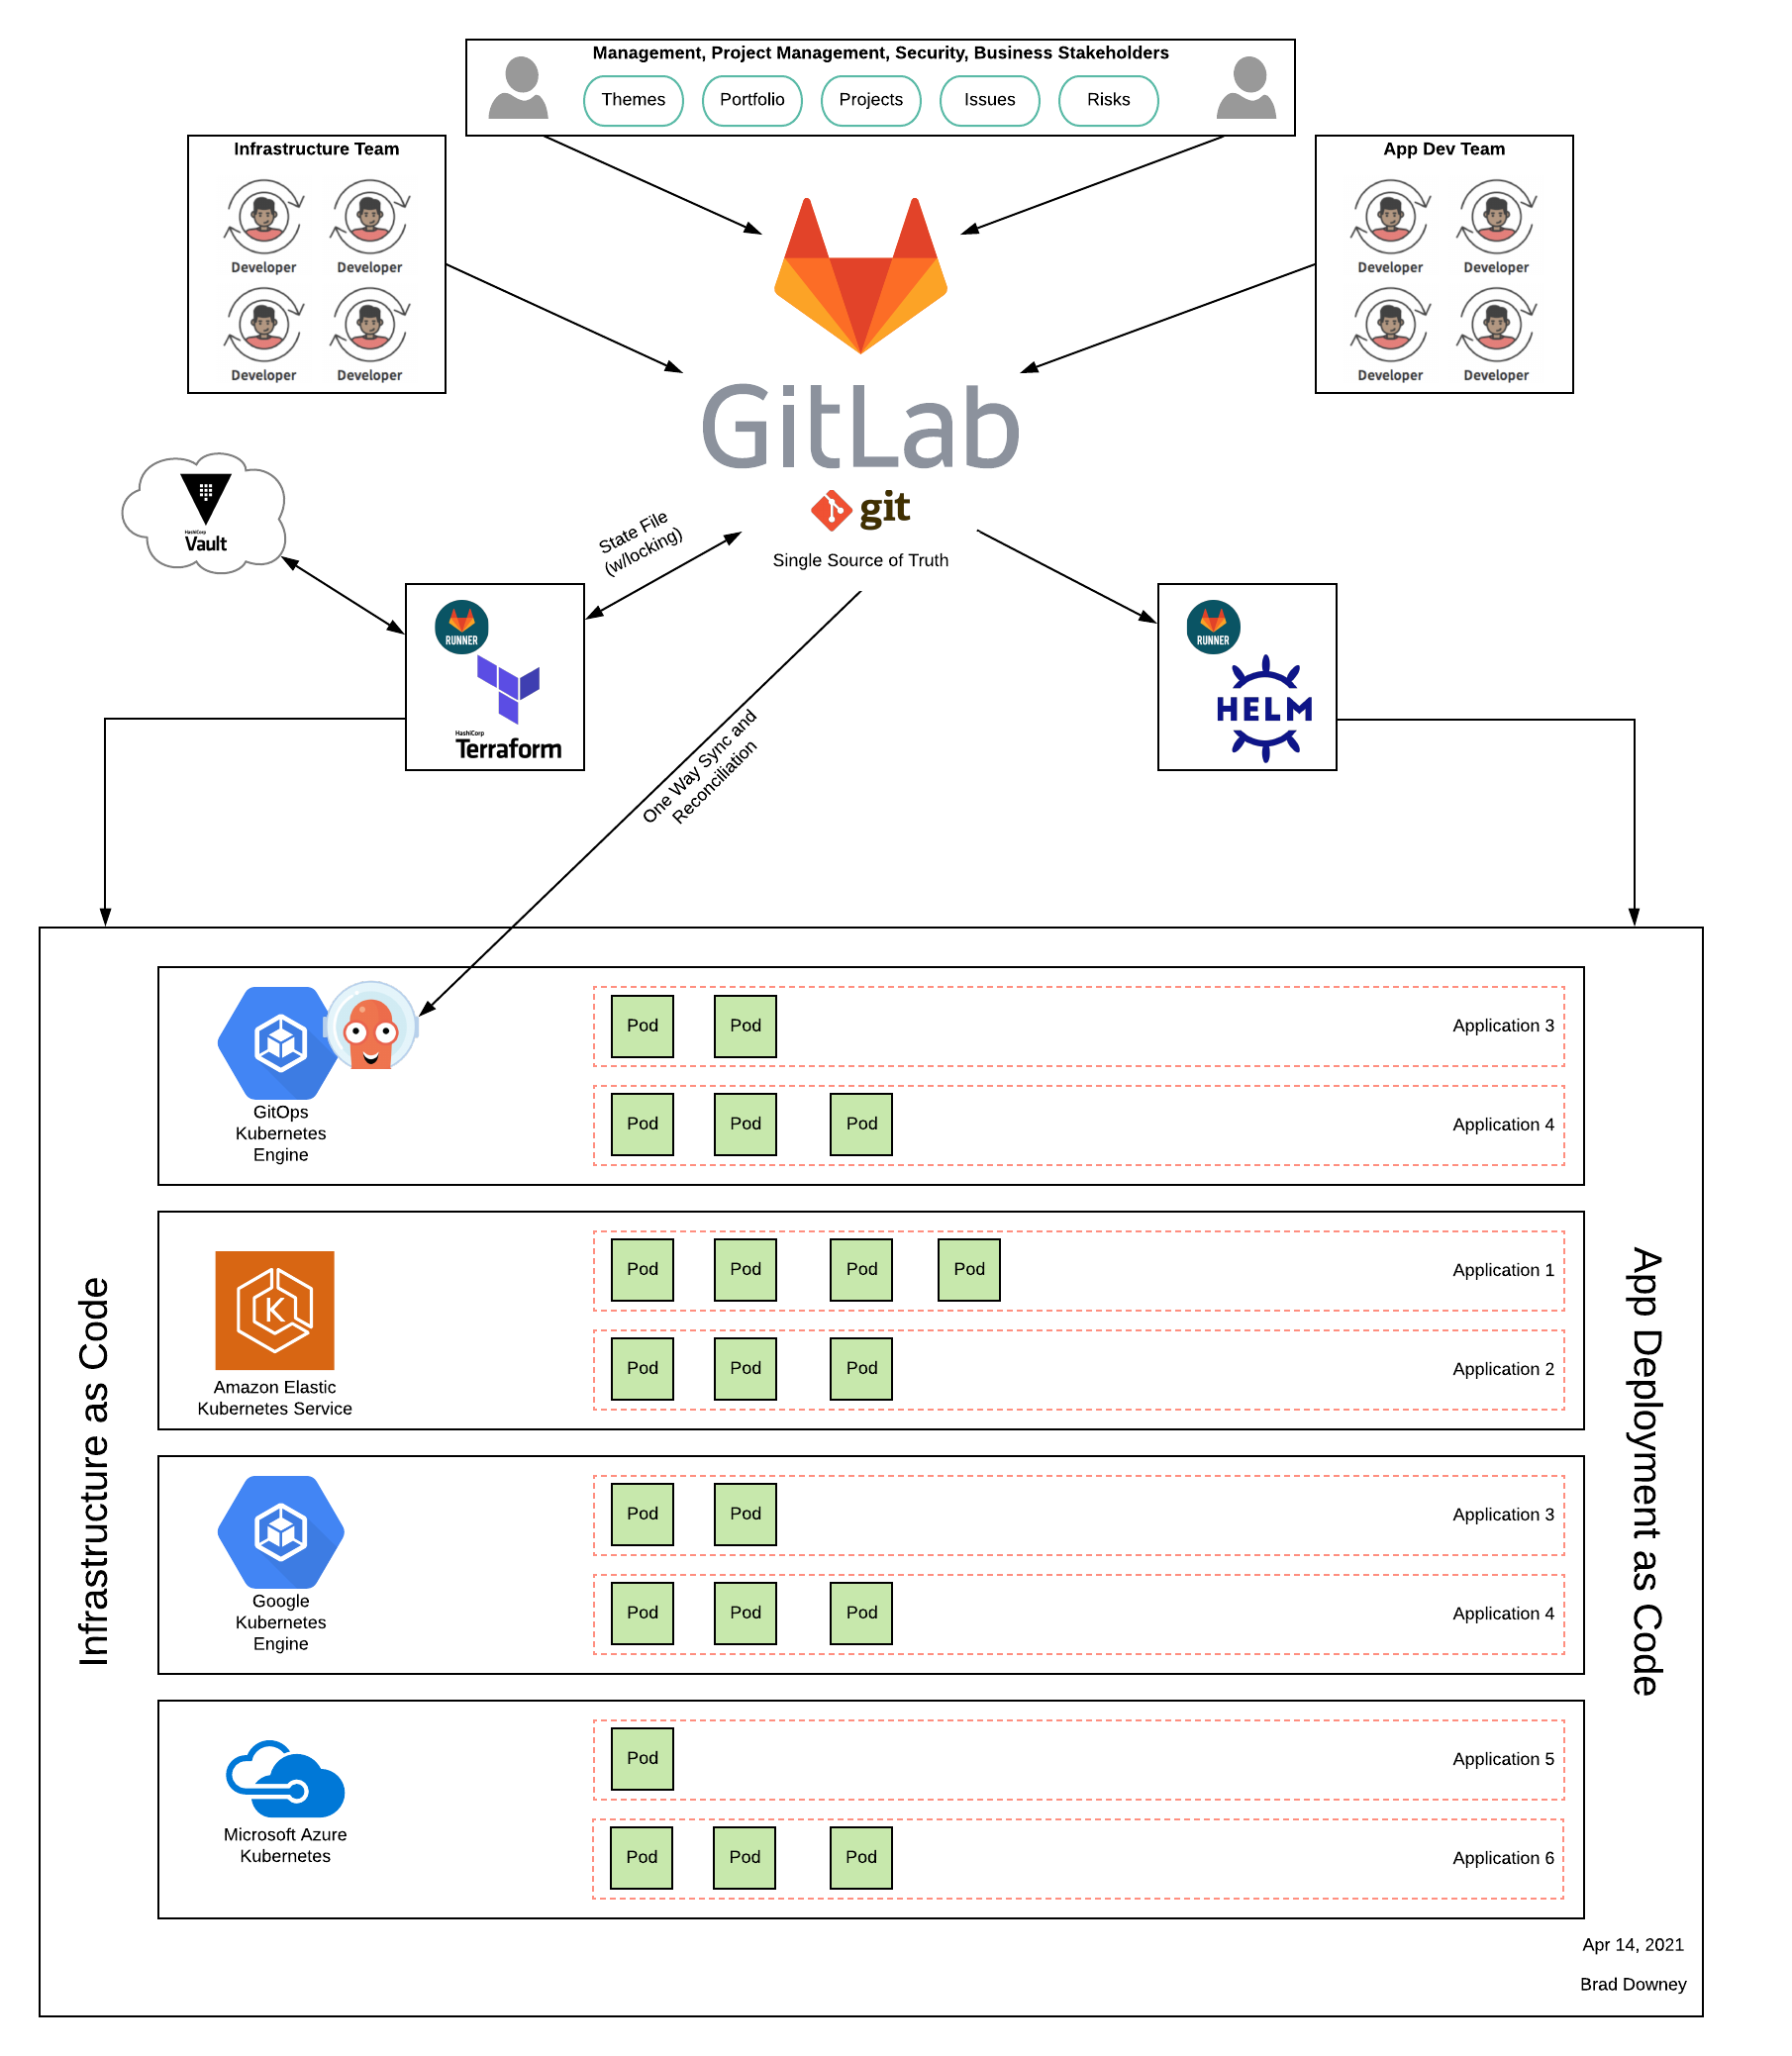 Management, Project Management, Security, Business Stakeholders
Themes
Portfolio
Projects
Issues
Risks
Infrastructure Team
Developer
Developer
Developer
Developer
App Dev Team
Developer
Developer
Developer
Developer
GitLab
git
Single Source of Truth
HashiCorp
Vault
State File
(w/locking)
RUNNER
HashiCorp
Terraform
RUNNER
HELM
One Way Sync and
Reconciliation
Infrastructure as Code
App Deployment as Code
GitOps
Kubernetes
Engine
Pod
Pod
Application 3
Pod
Pod
Pod
Application 4
Amazon Elastic
Kubernetes Service
Pod
Pod
Pod
Pod
Application 1
Pod
Pod
Pod
Application 2
Google
Kubernetes
Engine
Pod
Pod
Application 3
Pod
Pod
Pod
Application 4
Microsoft Azure
Kubernetes
Pod
Application 5
Pod
Pod
Pod
Application 6
Apr 14, 2021
Brad Downey